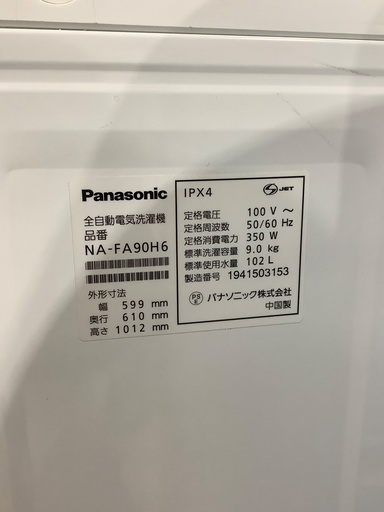 Panasonic
全自動電気洗濯機
品番
NA-FA90H6
外形寸法
幅 599 mm
奥行 610 mm
高さ 1012 mm
IPX4
S JET
定格電圧 100 V ～
定格周波数 50/60 Hz
定格消費電力 350 W
標準洗濯容量 9.0 kg
標準使用水量 102 L
製造番号 1941503153
PSE パナソニック株式会社
中国製